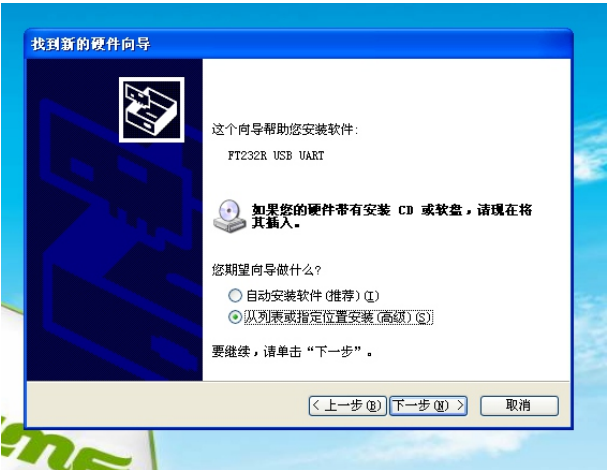 找到新的硬件向导
这个向导帮助您安装软件:
FT232R USB UART
如果您的硬件带有安装 CD 或软盘，请现在将
其插入。
您期望向导做什么?
自动安装软件(推荐)(I)
从列表或指定位置安装(高级)(S)
要继续，请单击“下一步”。
< 上一步(B) 下一步(N) > 取消